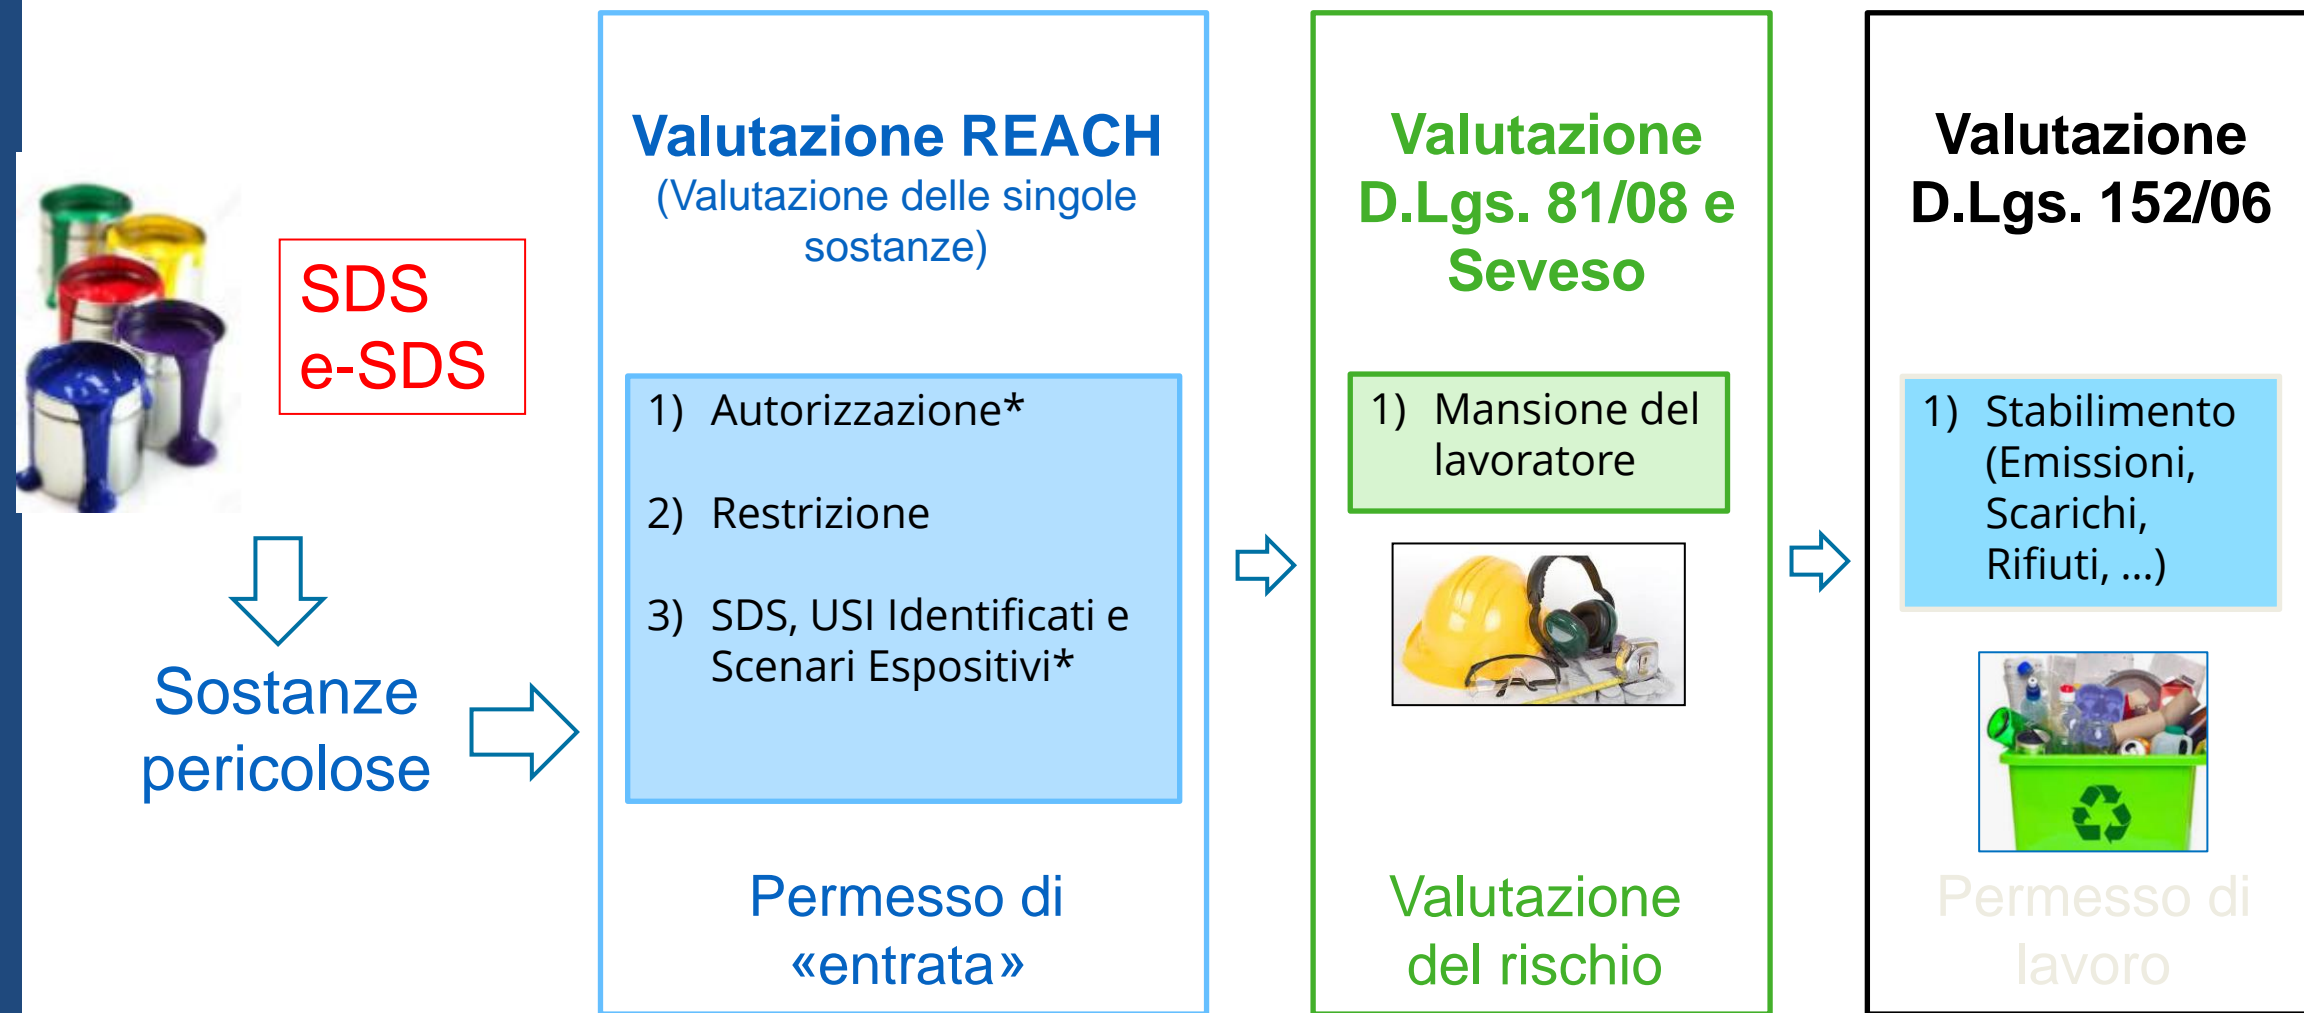 SDS
e-SDS
Sostanze
pericolose
Valutazione REACH
(Valutazione delle singole
sostanze)
1) Autorizzazione*
2) Restrizione
3) SDS, USI Identificati e
Scenari Espositivi*
Permesso di
«entrata»
Valutazione
D.Lgs. 81/08 e
Seveso
1) Mansione del
lavoratore
Valutazione
del rischio
Valutazione
D.Lgs. 152/06
1) Stabilimento
(Emissioni,
Scarichi,
Rifiuti, ...)
Permesso di
lavoro